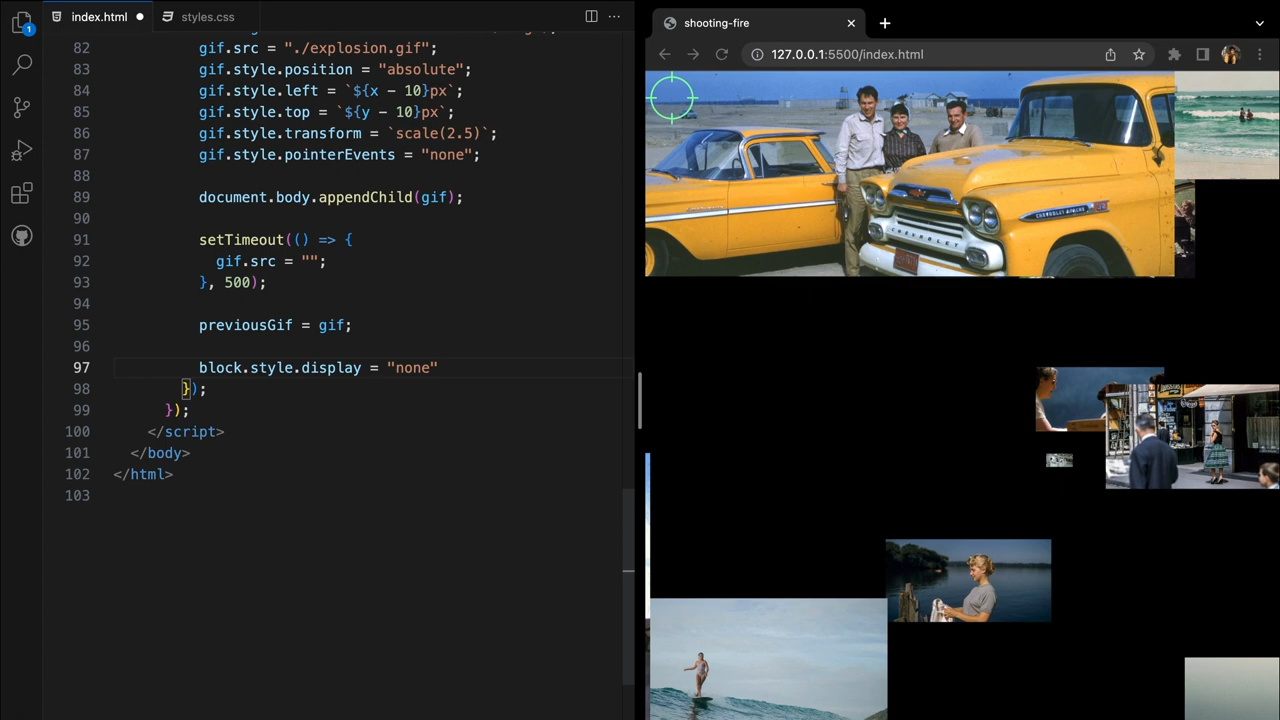 index.html
styles.css
1
82 gif.src = "./explosion.gif";
83 gif.style.position = "absolute";
84 gif.style.left = `${x - 10}px`;
85 gif.style.top = `${y - 10}px`;
86 gif.style.transform = `scale(2.5)`;
87 gif.style.pointerEvents = "none";
88
89 document.body.appendChild(gif);
90
91 setTimeout(() => {
92 gif.src = "";
93 }, 500);
94
95 previousGif = gif;
96
97 block.style.display = "none"
98 });
99 });
100 </script>
101 </body>
102 </html>
103
shooting-fire
127.0.0.1:5500/index.html
CHEVROLET APACHE
CHEVROLET